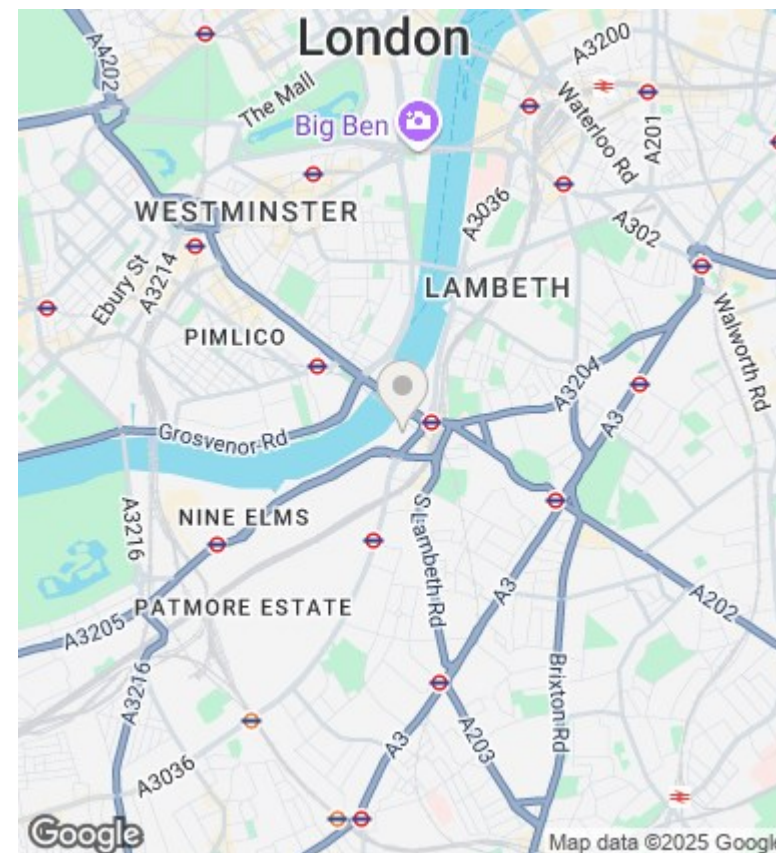 London
A4202
A3200
The Mall
Waterloo Rd
Big Ben
A201
A3036
WESTMINSTER
A302
Ebury St
A3214
LAMBETH
Walworth Rd
PIMLICO
A3204
A3
Grosvenor Rd
A3216
NINE ELMS
S Lambeth Rd
A3
A202
PATMORE ESTATE
A3205
A3216
Brixton Rd
A3
A203
A3036
Google
Map data ©2025 Google